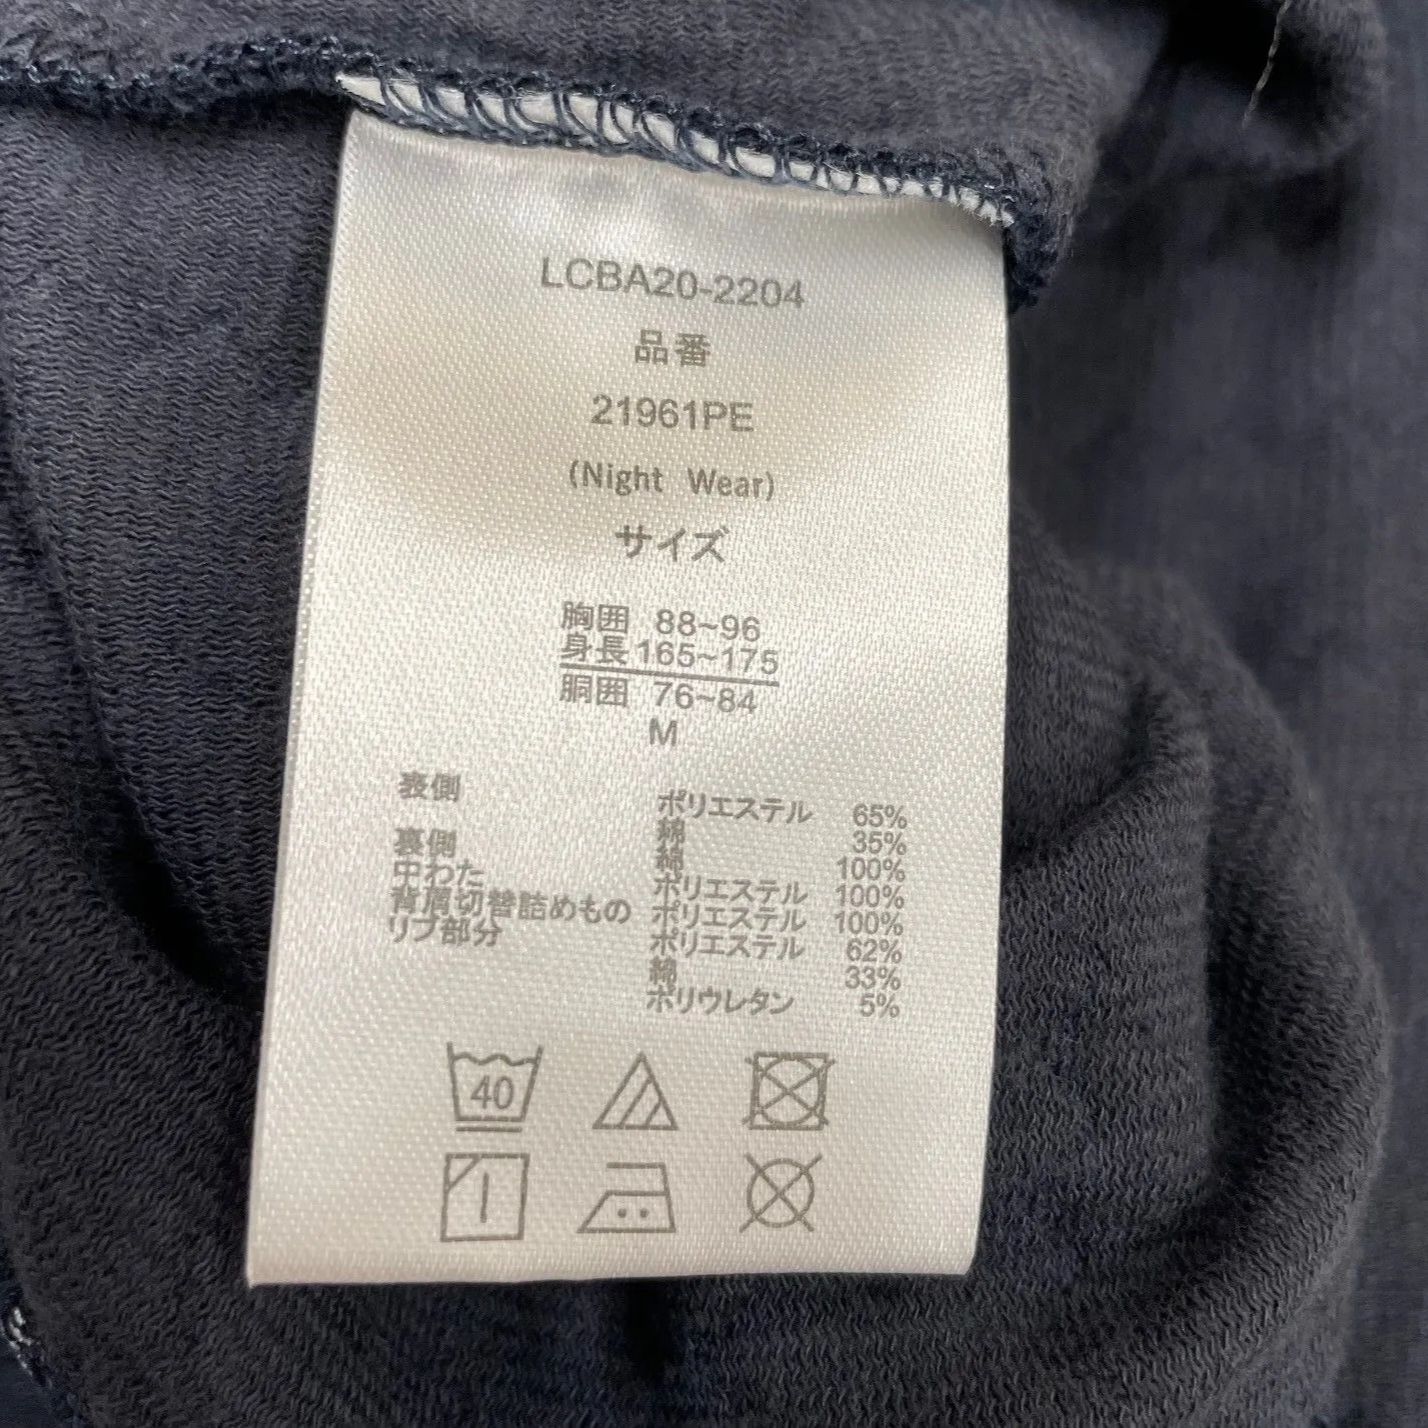 LCBA20-2204
品番
21961PE
(Night Wear)
サイズ
胸囲 88~96
身長 165~175
胴囲 76~84
M
表側 ポリエステル 65%
綿 35%
裏側 綿 100%
中わた ポリエステル 100%
背肩切替詰めもの ポリエステル 100%
リブ部分 ポリエステル 62%
綿 33%
ポリウレタン 5%
40